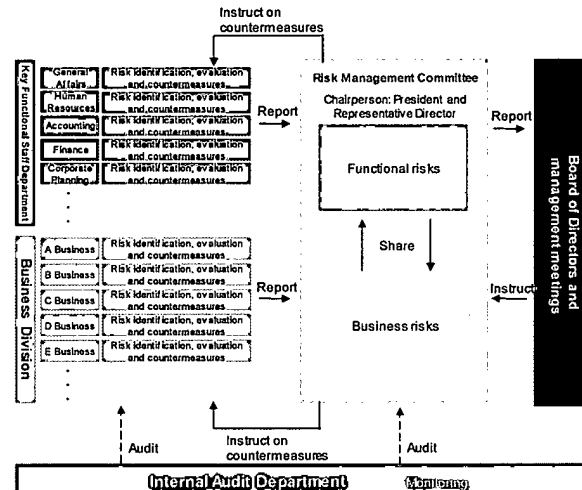 Instruct on
countermeasures
Key Functional Staff Department
General
Affairs
Risk identification, evaluation
and countermeasures
Human
Resources
Risk identification, evaluation
and countermeasures
Accounting
Risk identification, evaluation
and countermeasures
Finance
Risk identification, evaluation
and countermeasures
Corporate
Planning
Risk identification, evaluation
and countermeasures
Report
Risk Management Committee
Chairperson: President and
Representative Director
Functional risks
Share
Business risks
Report
Instruct
Board of Directors and
management meetings
Business Division
A Business
Risk identification, evaluation
and countermeasures
B Business
Risk identification, evaluation
and countermeasures
C Business
Risk identification, evaluation
and countermeasures
D Business
Risk identification, evaluation
and countermeasures
E Business
Risk identification, evaluation
and countermeasures
Report
Audit
Instruct on
countermeasures
Audit
Internal Audit Department
Monitoring